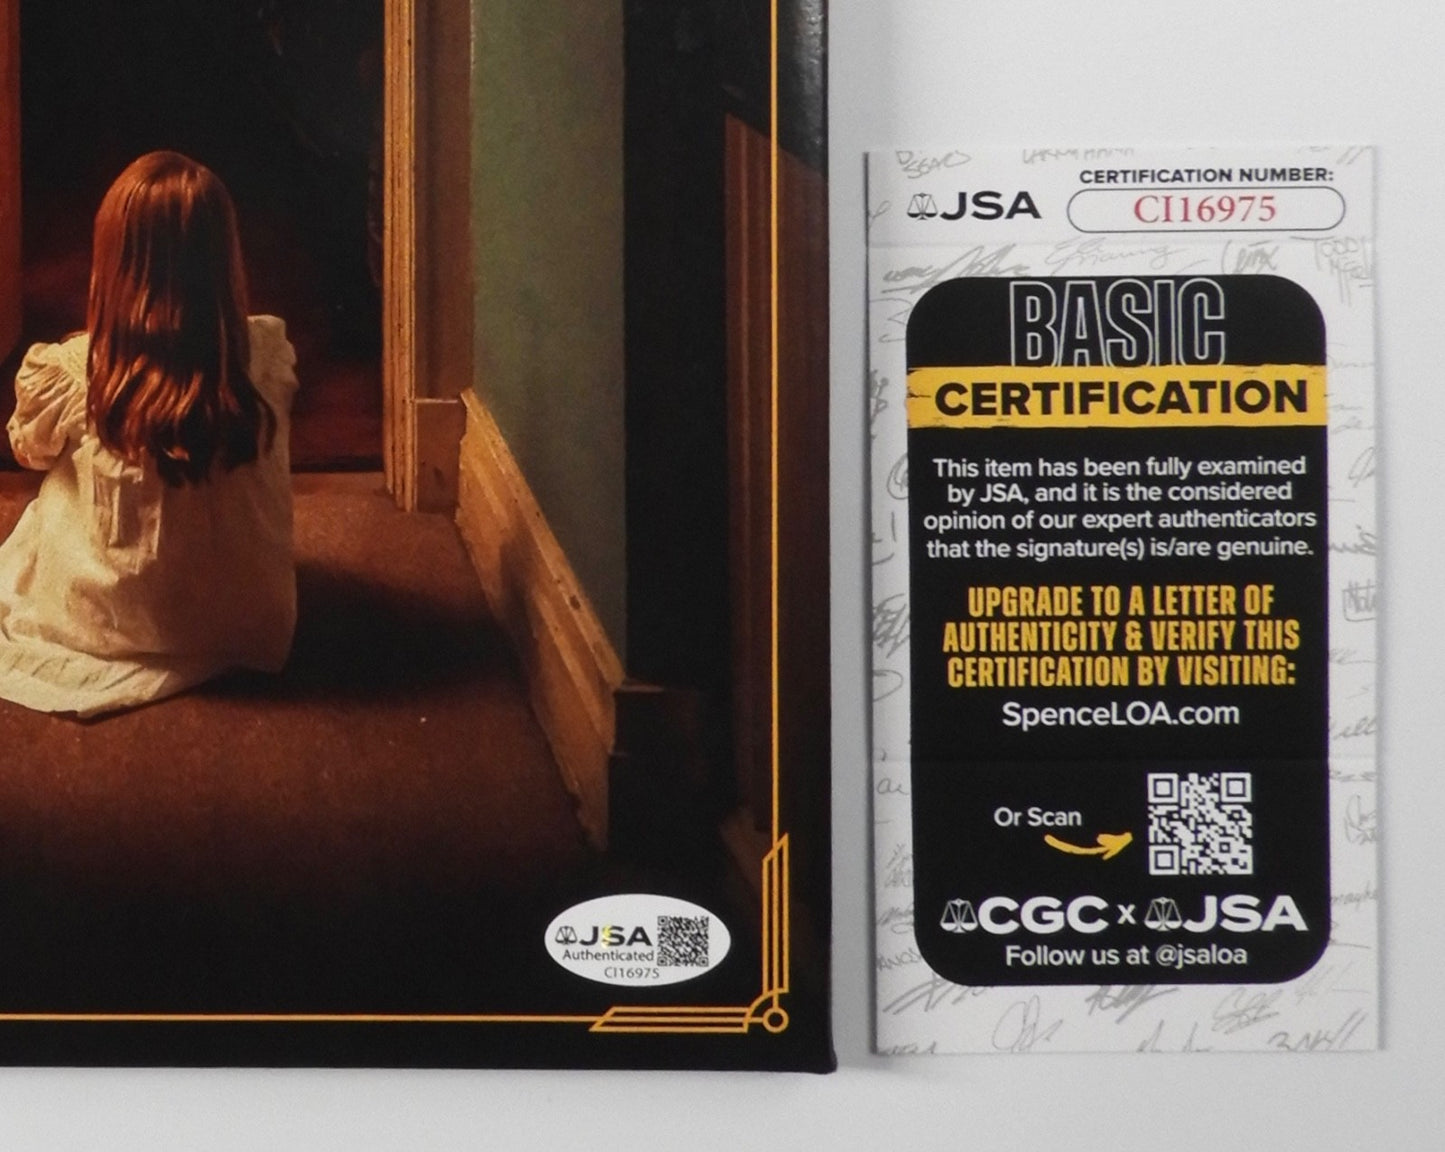 JSA
CERTIFICATION NUMBER:
CI16975
BASIC
CERTIFICATION
This item has been fully examined
by JSA, and it is the considered
opinion of our expert authenticators
that the signature(s) is/are genuine.
UPGRADE TO A LETTER OF
AUTHENTICITY & VERIFY THIS
CERTIFICATION BY VISITING:
SpenceLOA.com
Or Scan
CGC x JSA
Follow us at @jsaloa
JSA
Authenticated
CI16975